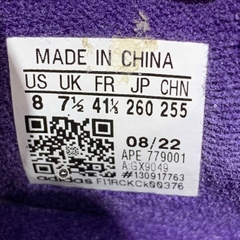 MADE IN CHINA
US UK FR JP CHN
8 7½ 41⅓ 260 255
08/22
APE 779001
A:GX9049
#130917763
adidas FI1RCKCk00376